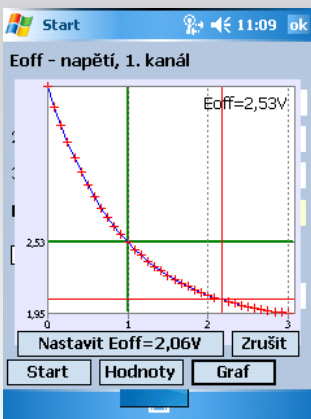 Start 11:09 ok
Eoff - napětí, 1. kanál
Eoff=2,53V
2,53
1,95
0 1 2 3
Nastavit Eoff=2,06V Zrušit
Start Hodnoty Graf